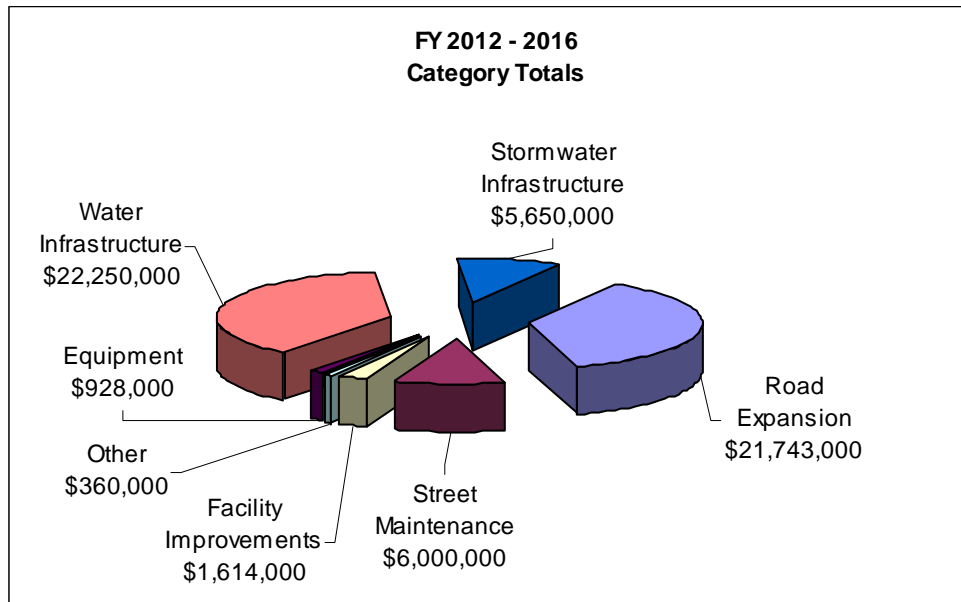 FY 2012 - 2016
Category Totals
Stormwater
Infrastructure
$5,650,000
Water
Infrastructure
$22,250,000
Equipment
$928,000
Other
$360,000
Facility
Improvements
$1,614,000
Street
Maintenance
$6,000,000
Road
Expansion
$21,743,000